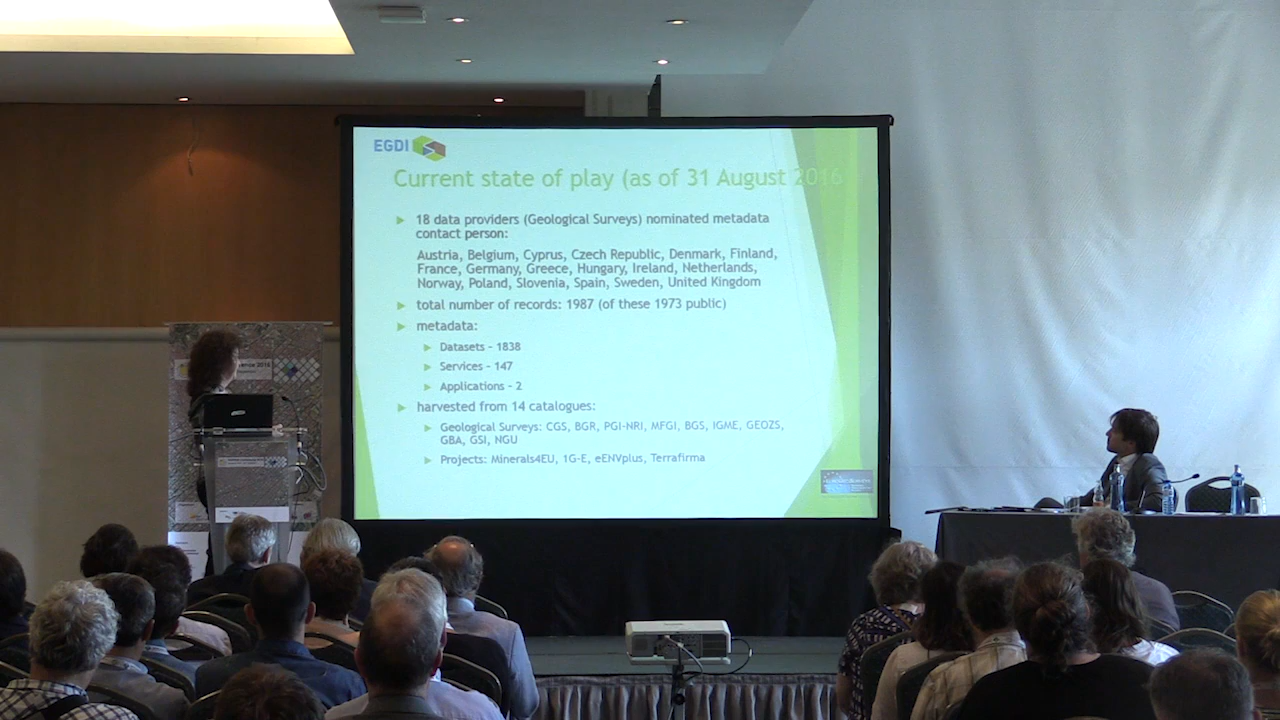 EGDI
Current state of play (as of 31 August 2016
18 data providers (Geological Surveys) nominated metadata
contact person:
Austria, Belgium, Cyprus, Czech Republic, Denmark, Finland,
France, Germany, Greece, Hungary, Ireland, Netherlands,
Norway, Poland, Slovenia, Spain, Sweden, United Kingdom
total number of records: 1987 (of these 1973 public)
metadata:
Datasets - 1838
Services - 147
Applications - 2
harvested from 14 catalogues:
Geological Surveys: CGS, BGR, PGI-NRI, MFGI, BGS, IGME, GEOZS,
GBA, GSI, NGU
Projects: Minerals4EU, 1G-E, eENVplus, Terrafirma